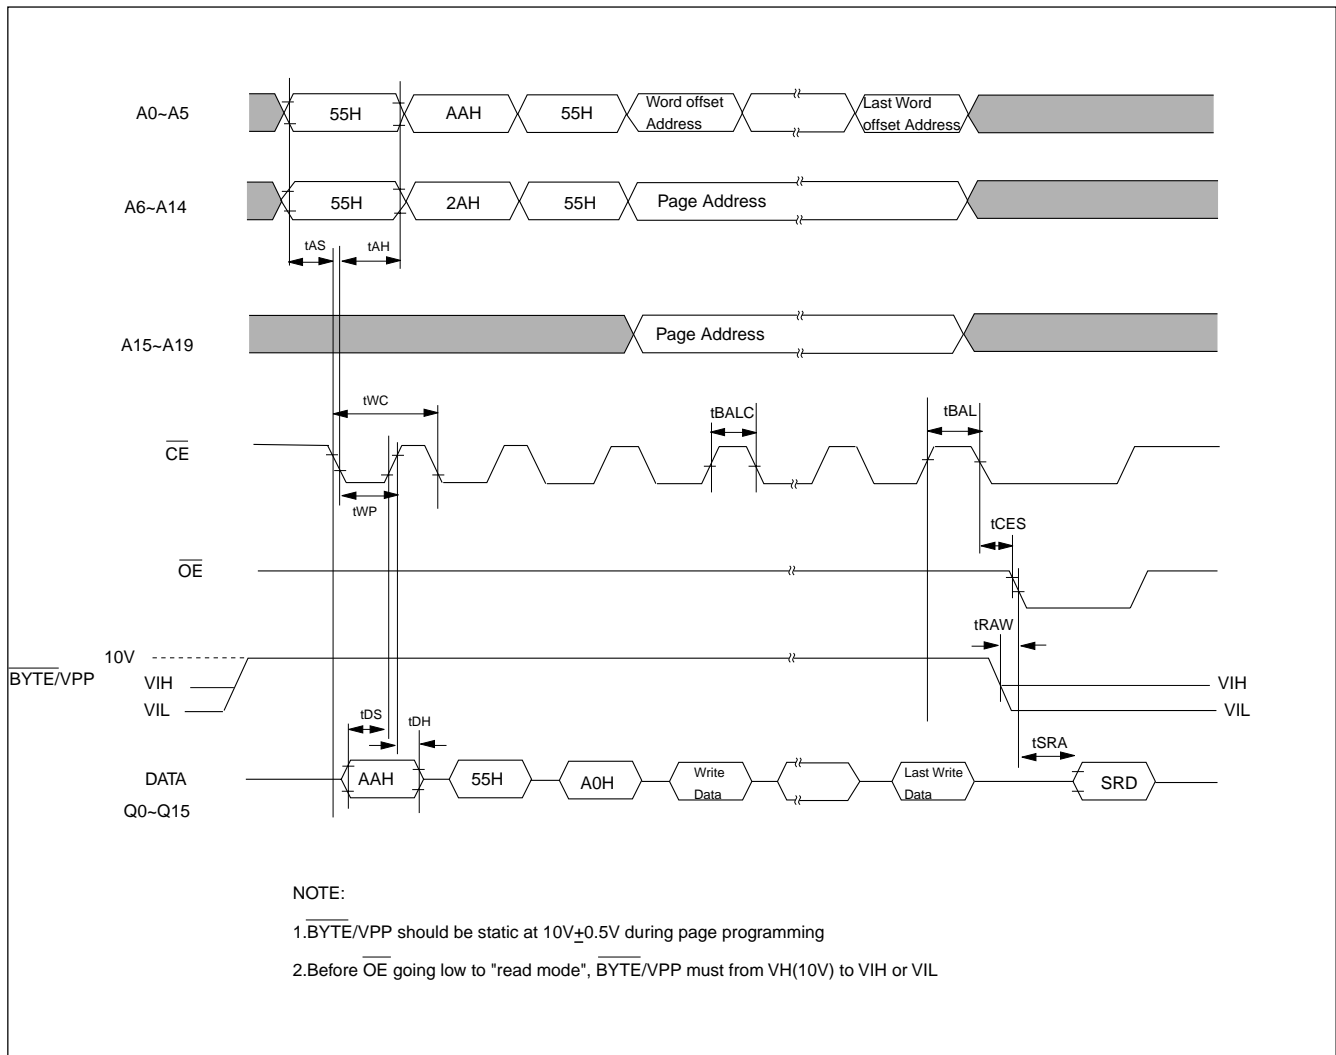 A0~A5
55H
AAH
55H
Word offset
Address
Last Word
offset Address
A6~A14
55H
2AH
55H
Page Address
tAS
tAH
A15~A19
Page Address
tWC
tBALC
tBAL
CE
tWP
tCES
OE
tRAW
10V
BYTE/VPP
VIH
VIL
VIH
VIL
tDS
tDH
tSRA
DATA
Q0~Q15
AAH
55H
A0H
Write
Data
Last Write
Data
SRD
NOTE:
1.BYTE/VPP should be static at 10V±0.5V during page programming
2.Before OE going low to "read mode", BYTE/VPP must from VH(10V) to VIH or VIL